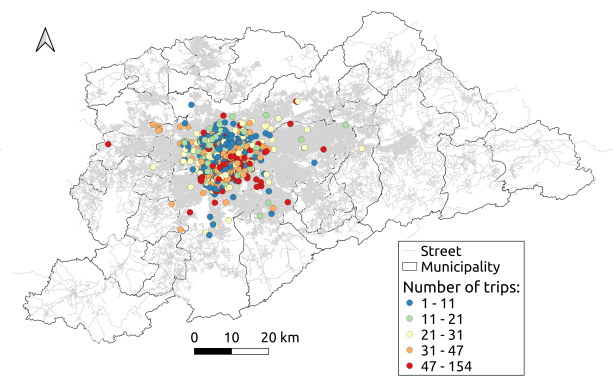 0 10 20 km
Street
Municipality
Number of trips:
1 - 11
11 - 21
21 - 31
31 - 47
47 - 154